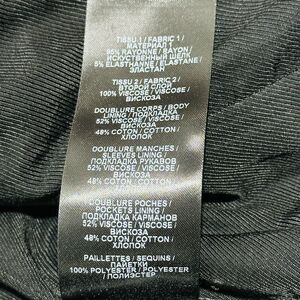 TISSU 1 / FABRIC 1 /
МАТЕРИАЛ 1
95% RAYONNE / RAYON /
ИСКУССТВЕННЫЙ ШЕЛК
5% ELASTHANNE / ELASTANE /
ЭЛАСТАН
TISSU 2 / FABRIC 2 /
ВТОРОЙ СЛОЙ
100% VISCOSE / VISCOSE /
ВИСКОЗА
DOUBLURE CORPS / BODY
LINING / ПОДКЛАДКА
52% VISCOSE / VISCOSE /
ВИСКОЗА
48% COTON / COTTON /
ХЛОПОК
DOUBLURE MANCHES /
SLEEVES LINING /
ПОДКЛАДКА РУКАВОВ
52% VISCOSE / VISCOSE /
ВИСКОЗА
48% COTON / COTTON /
ХЛОПОК
DOUBLURE POCHES /
POCKETS LINING /
ПОДКЛАДКА КАРМАНОВ
52% VISCOSE / VISCOSE /
ВИСКОЗА
48% COTON / COTTON /
ХЛОПОК
PAILLETTES / SEQUINS /
ПАЙЕТКИ
100% POLYESTER / POLYESTER
/ ПОЛИЭСТЕР